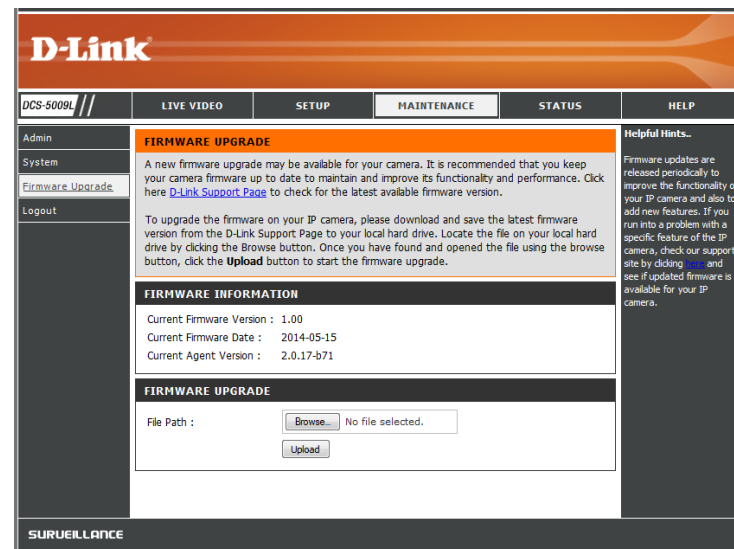 D-Link
DCS-5009L
LIVE VIDEO
SETUP
MAINTENANCE
STATUS
HELP
Admin
System
Firmware Upgrade
Logout
FIRMWARE UPGRADE
A new firmware upgrade may be available for your camera. It is recommended that you keep
your camera firmware up to date to maintain and improve its functionality and performance. Click
here D-Link Support Page to check for the latest available firmware version.
To upgrade the firmware on your IP camera, please download and save the latest firmware
version from the D-Link Support Page to your local hard drive. Locate the file on your local hard
drive by clicking the Browse button. Once you have found and opened the file using the browse
button, click the Upload button to start the firmware upgrade.
FIRMWARE INFORMATION
Current Firmware Version : 1.00
Current Firmware Date : 2014-05-15
Current Agent Version : 2.0.17-b71
FIRMWARE UPGRADE
File Path : Browse... No file selected.
Upload
Helpful Hints..
Firmware updates are
released periodically to
improve the functionality o
your IP camera and also to
add new features. If you
run into a problem with a
specific feature of the IP
camera, check our support
site by clicking here and
see if updated firmware is
available for your IP
camera.
SURVEILLANCE